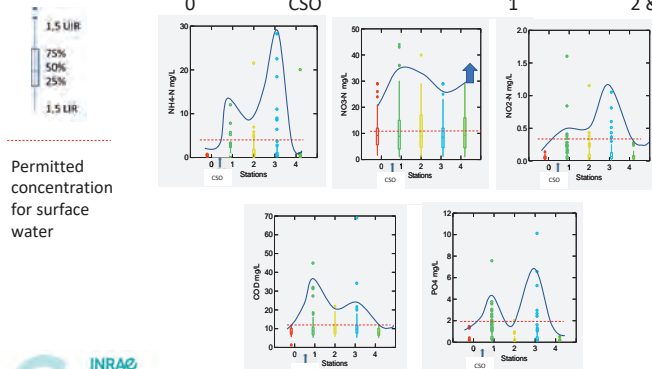 0 CSO 1 2 &
1,5 UIR
75%
50%
25%
1,5 LIR
Permitted
concentration
for surface
water
30
20
10
0
NH4-N mg/L
0 1 2 3 4
Stations
CSO
50
40
30
20
10
0
NO3-N mg/L
0 1 2 3 4
Stations
CSO
2.0
1.5
1.0
0.5
0.0
NO2-N mg/L
0 1 2 3 4
Stations
CSO
70
60
50
40
30
20
10
0
COD mg/L
0 1 2 3 4
Stations
12
10
8
6
4
2
0
PO4 mg/L
0 1 2 3 4
Stations
CSO
INRAE